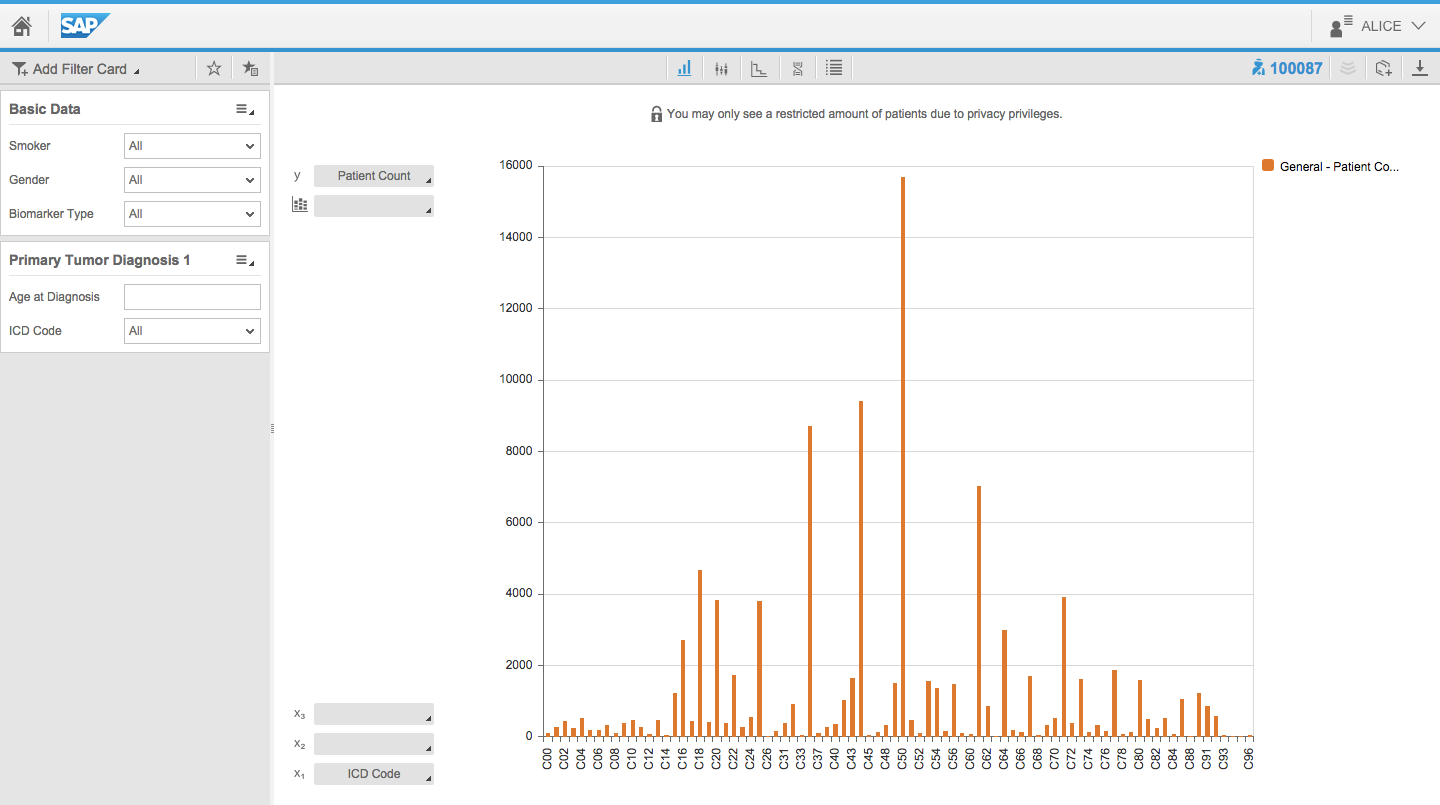 SAP
ALICE
Add Filter Card
100087
Basic Data
Smoker All
Gender All
Biomarker Type All
Primary Tumor Diagnosis 1
Age at Diagnosis
ICD Code All
You may only see a restricted amount of patients due to privacy privileges.
y Patient Count
x3
x2
x1 ICD Code
16000
14000
12000
10000
8000
6000
4000
2000
0
C00 C02 C04 C06 C08 C10 C12 C14 C16 C18 C20 C22 C24 C26 C31 C33 C37 C40 C43 C45 C48 C50 C52 C54 C56 C60 C62 C64 C66 C68 C70 C72 C74 C76 C78 C80 C82 C84 C88 C91 C93 C96
General - Patient Co...